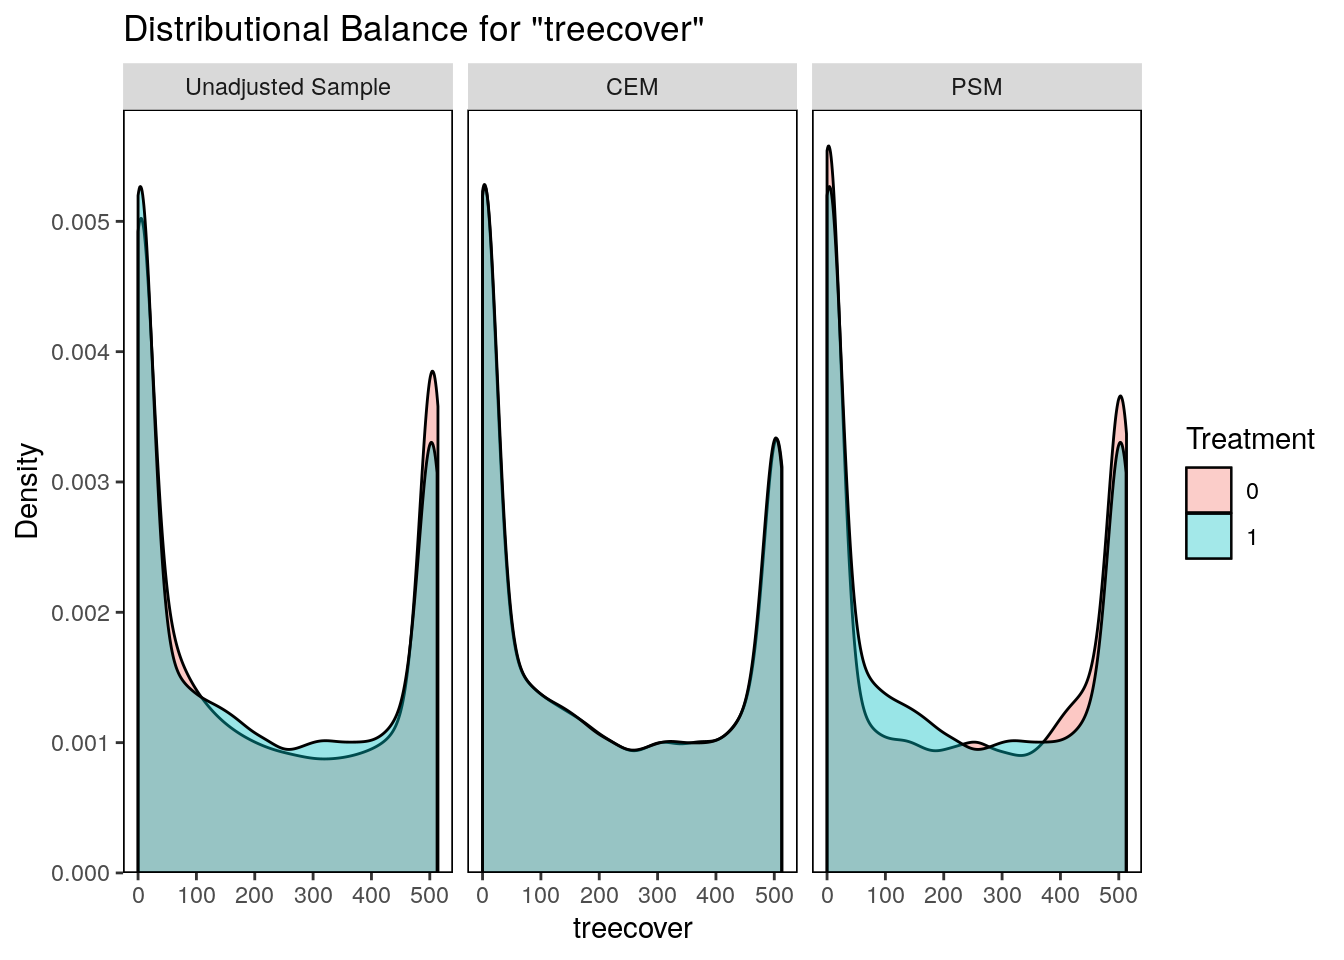 Distributional Balance for "treecover"
Unadjusted Sample
CEM
PSM
Density
0.005
0.004
0.003
0.002
0.001
0.000
0 100 200 300 400 500
0 100 200 300 400 500
0 100 200 300 400 500
treecover
Treatment
0
1